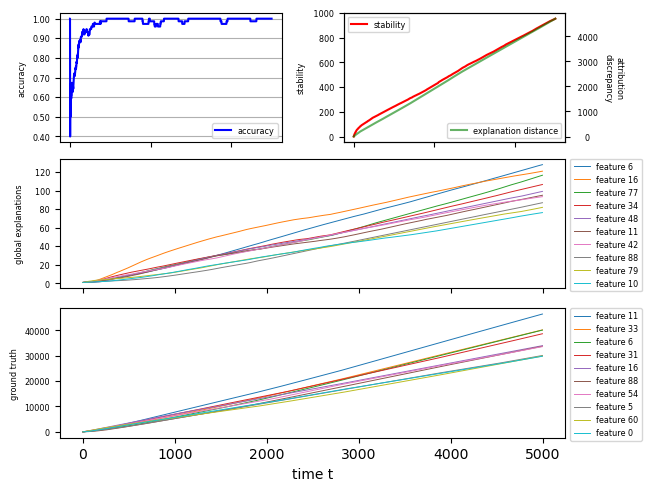 1.00
0.90
0.80
0.70
0.60
0.50
0.40
accuracy
accuracy
1000
800
600
400
200
0
stability
stability
explanation distance
4000
3000
2000
1000
0
attribution
discrepancy
120
100
80
60
40
20
0
global explanations
feature 6
feature 16
feature 77
feature 34
feature 48
feature 11
feature 42
feature 88
feature 79
feature 10
40000
30000
20000
10000
0
ground truth
feature 11
feature 33
feature 6
feature 31
feature 16
feature 88
feature 54
feature 5
feature 60
feature 0
0 1000 2000 3000 4000 5000
time t